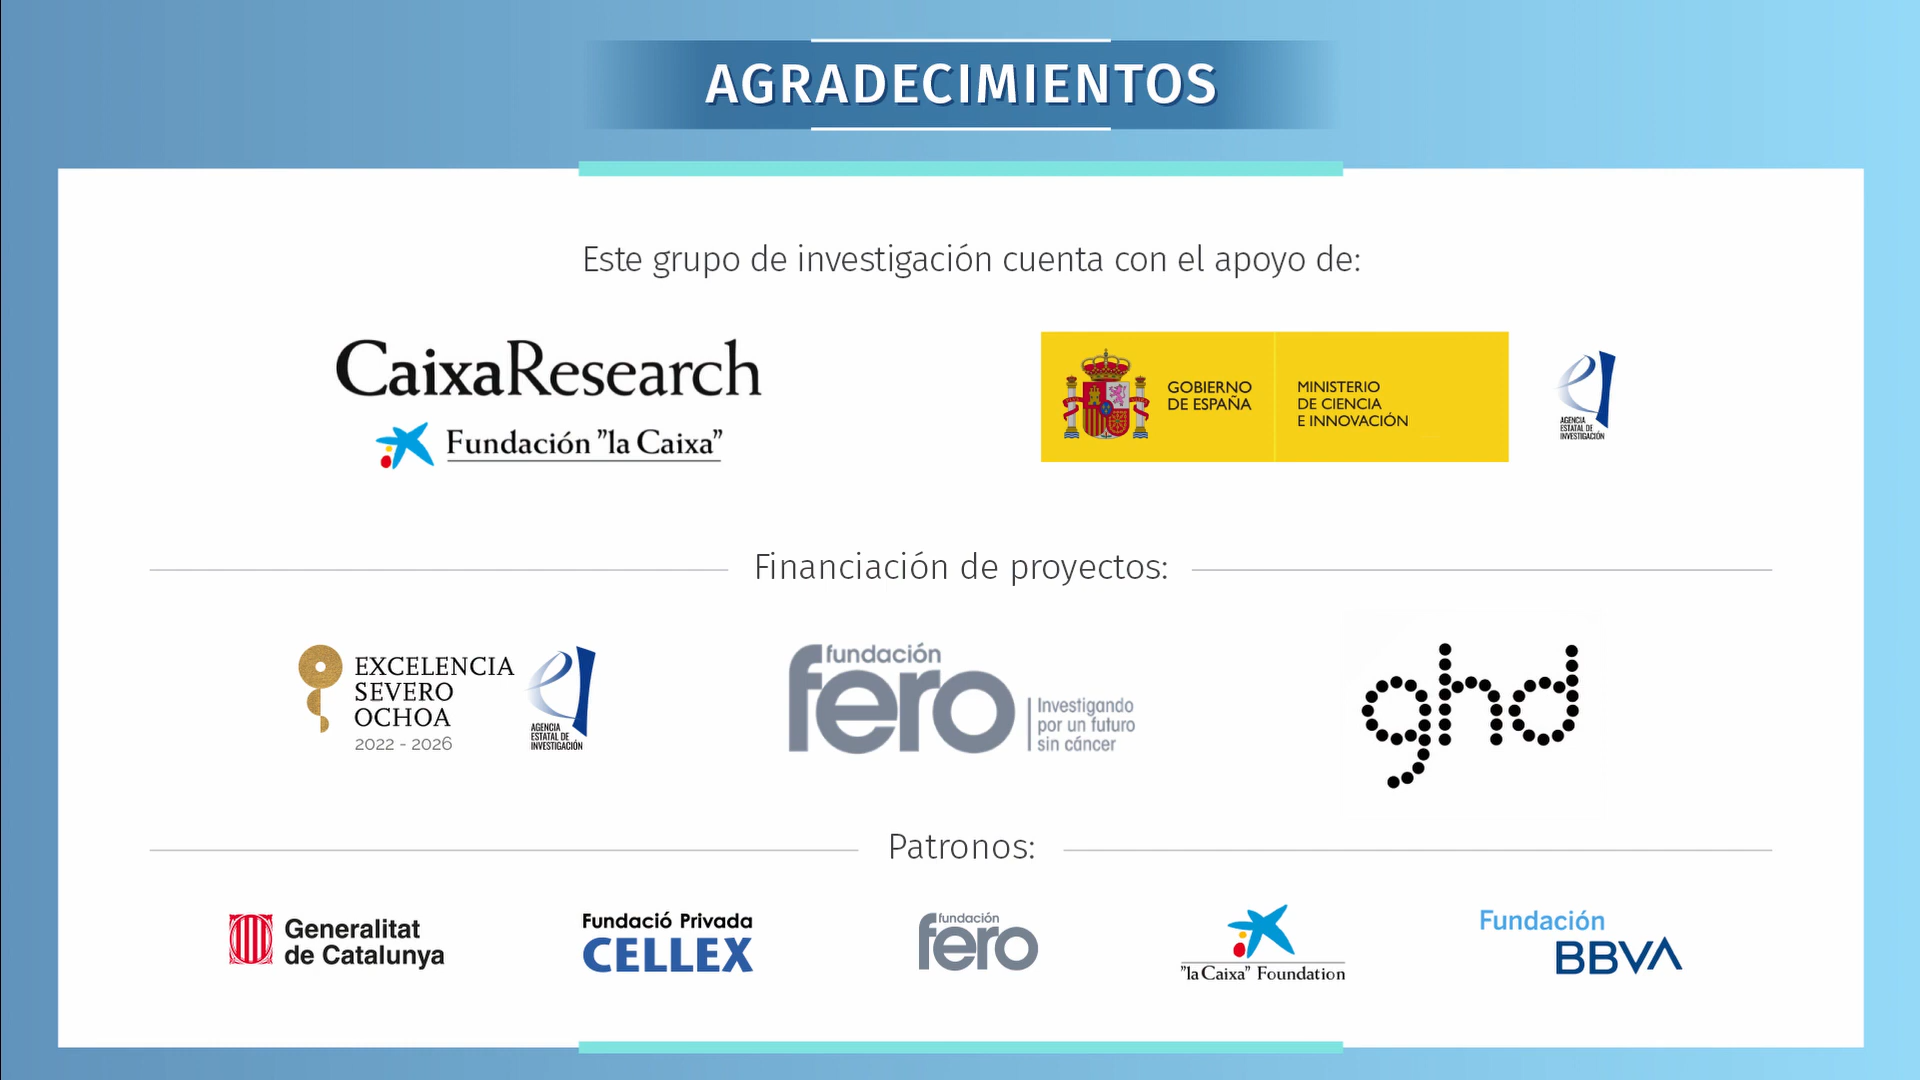 AGRADECIMIENTOS
Este grupo de investigación cuenta con el apoyo de:
CaixaResearch
Fundación "la Caixa"
GOBIERNO
DE ESPAÑA
MINISTERIO
DE CIENCIA
E INNOVACIÓN
AGENCIA
ESTATAL DE
INVESTIGACIÓN
Financiación de proyectos:
EXCELENCIA
SEVERO
OCHOA
2022 - 2026
AGENCIA
ESTATAL DE
INVESTIGACIÓN
fundación
fero
Investigando
por un futuro
sin cáncer
ghd
Patronos:
Generalitat
de Catalunya
Fundació Privada
CELLEX
fundación
fero
"la Caixa" Foundation
Fundación
BBVA